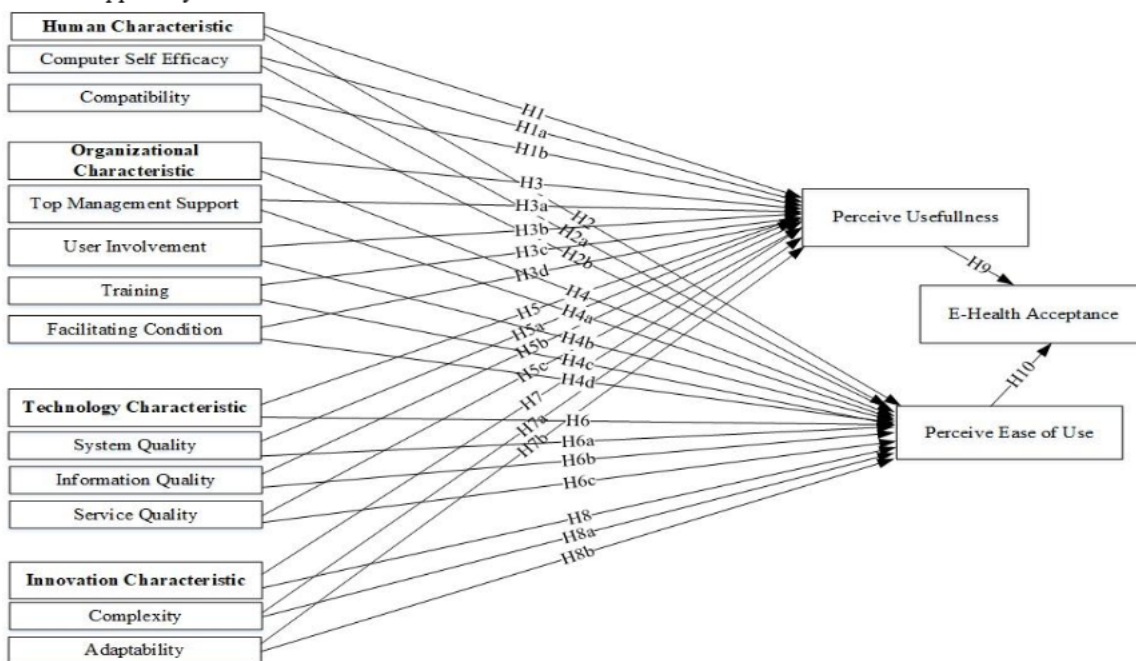 Human Characteristic
Computer Self Efficacy
Compatibility
Organizational
Characteristic
Top Management Support
User Involvement
Training
Facilitating Condition
Technology Characteristic
System Quality
Information Quality
Service Quality
Innovation Characteristic
Complexity
Adaptability
H1
H1a
H1b
H3
H3a
H3b
H3c
H3d
H2
H2a
H2b
H5
H5a
H5b
H5c
H4
H4a
H4b
H4c
H4d
H7
H7a
H7b
H6
H6a
H6b
H6c
H8
H8a
H8b
Perceive Usefullness
H9
E-Health Acceptance
H10
Perceive Ease of Use